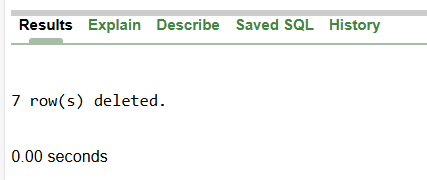 Results Explain Describe Saved SQL History
7 row(s) deleted.
0.00 seconds